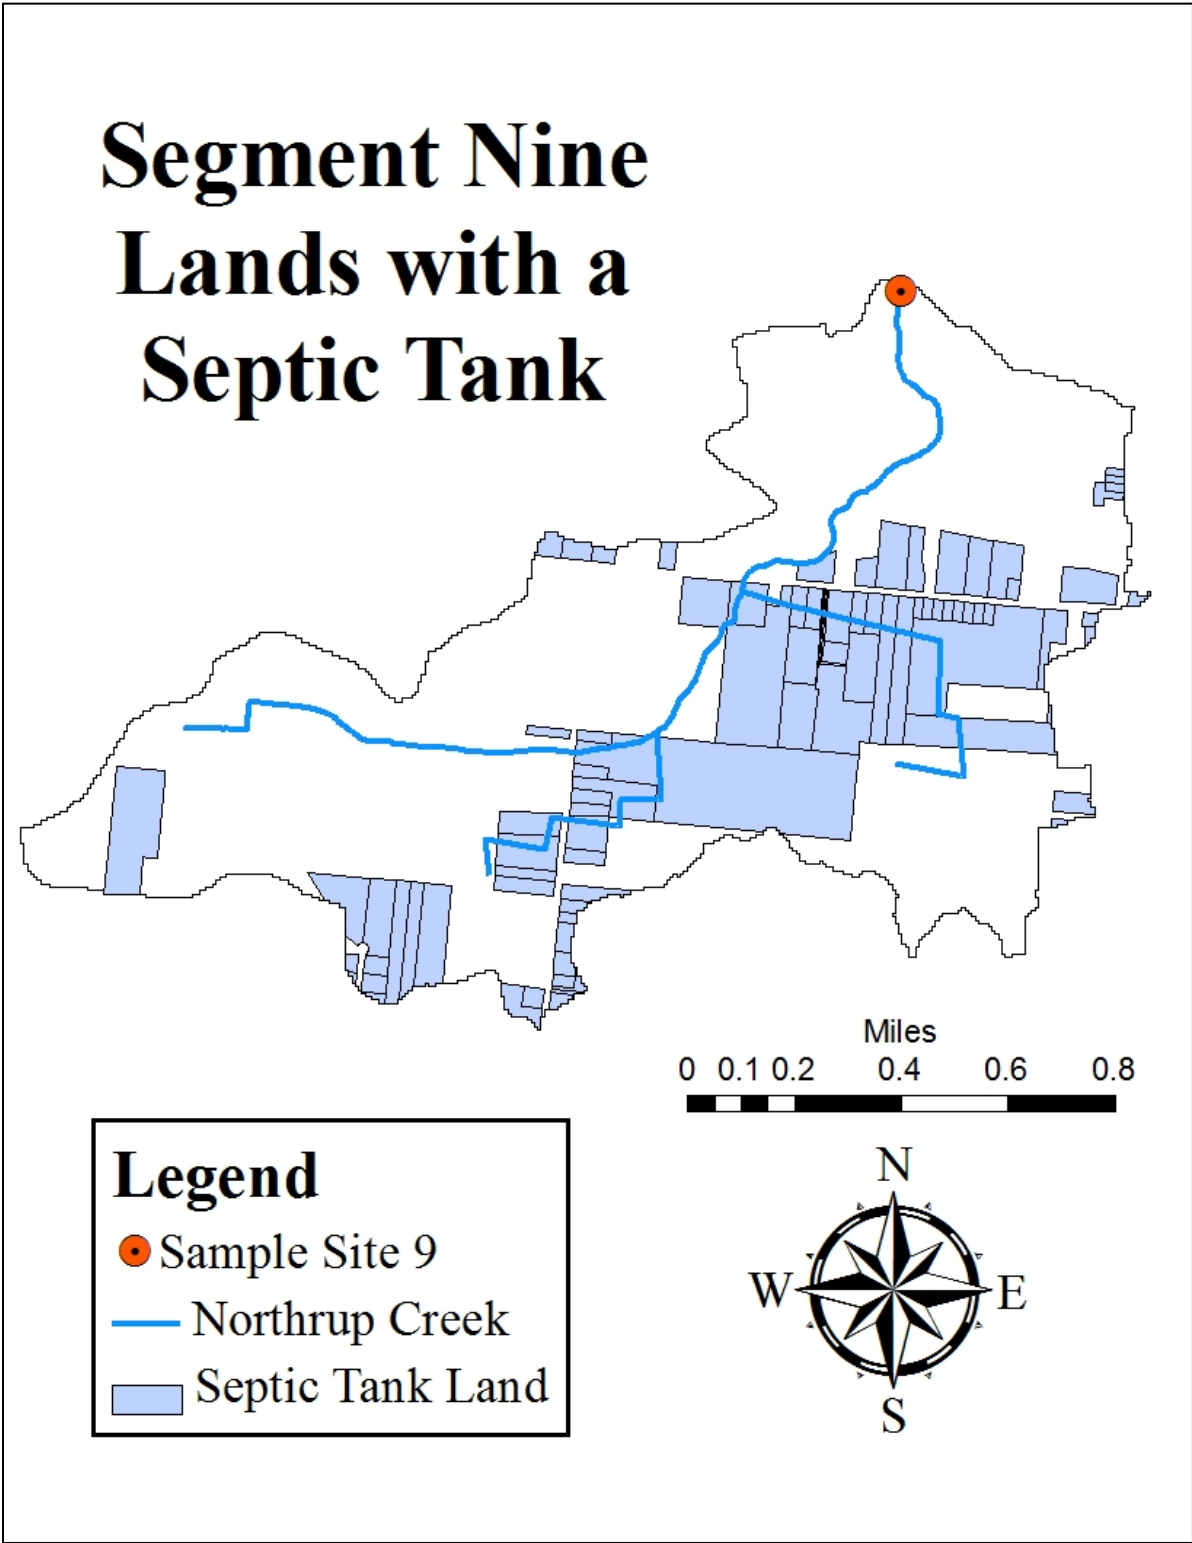 Segment Nine
Lands with a
Septic Tank
Miles
0 0.1 0.2 0.4 0.6 0.8
Legend
Sample Site 9
Northrup Creek
Septic Tank Land
N
W E
S